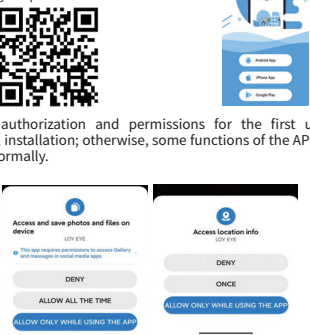 Android App
iPhone App
Google Play
authorization and permissions for the first u
installation; otherwise, some functions of the AP
ormally.
Access and save photos and files on
device
LOY EYE
This app requires permissions to access Gallery
and messages in social media apps
DENY
ALLOW ALL THE TIME
ALLOW ONLY WHILE USING THE APP
Access location info
LOY EYE
DENY
ONCE
ALLOW ONLY WHILE USING THE APP